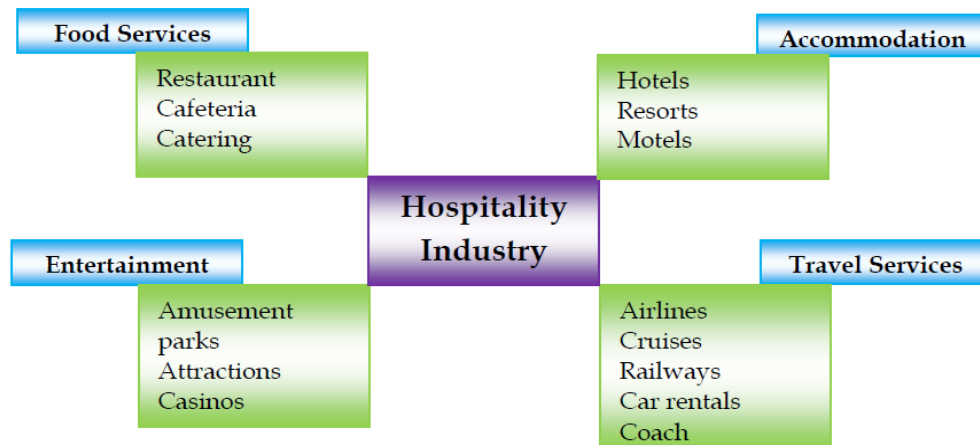 Food Services
Restaurant
Cafeteria
Catering
Accommodation
Hotels
Resorts
Motels
Hospitality
Industry
Entertainment
Amusement
parks
Attractions
Casinos
Travel Services
Airlines
Cruises
Railways
Car rentals
Coach